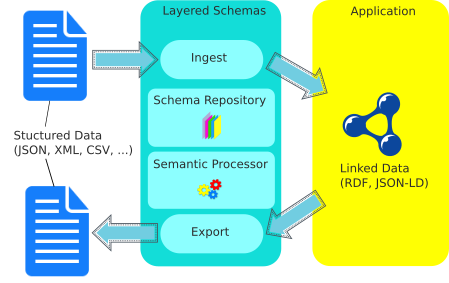 Layered Schemas
Application
Ingest
Schema Repository
Stuctured Data
(JSON, XML, CSV, ...)
Semantic Processor
Linked Data
(RDF, JSON-LD)
Export